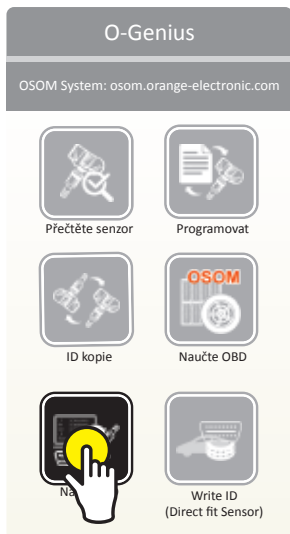 O-Genius
OSOM System: osom.orange-electronic.com
Přečtěte senzor
Programovat
OSOM
ID kopie
Naučte OBD
Write ID
(Direct fit Sensor)